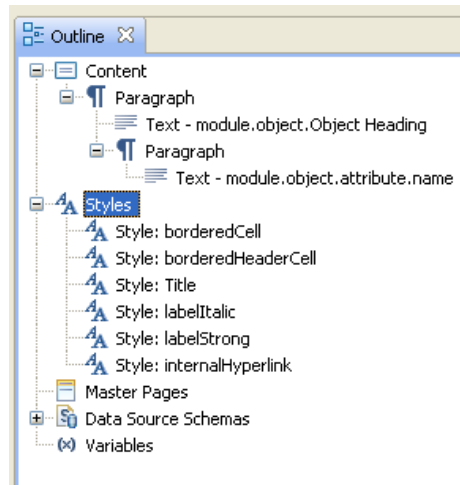 Outline
Content
Paragraph
Text - module.object.Object Heading
Paragraph
Text - module.object.attribute.name
Styles
Style: borderedCell
Style: borderedHeaderCell
Style: Title
Style: labelItalic
Style: labelStrong
Style: internalHyperlink
Master Pages
Data Source Schemas
Variables